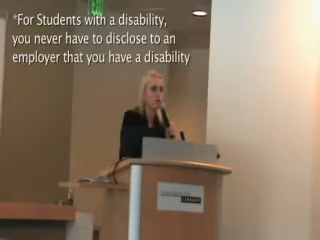 *For Students with a disability,
you never have to disclose to an
employer that you have a disability